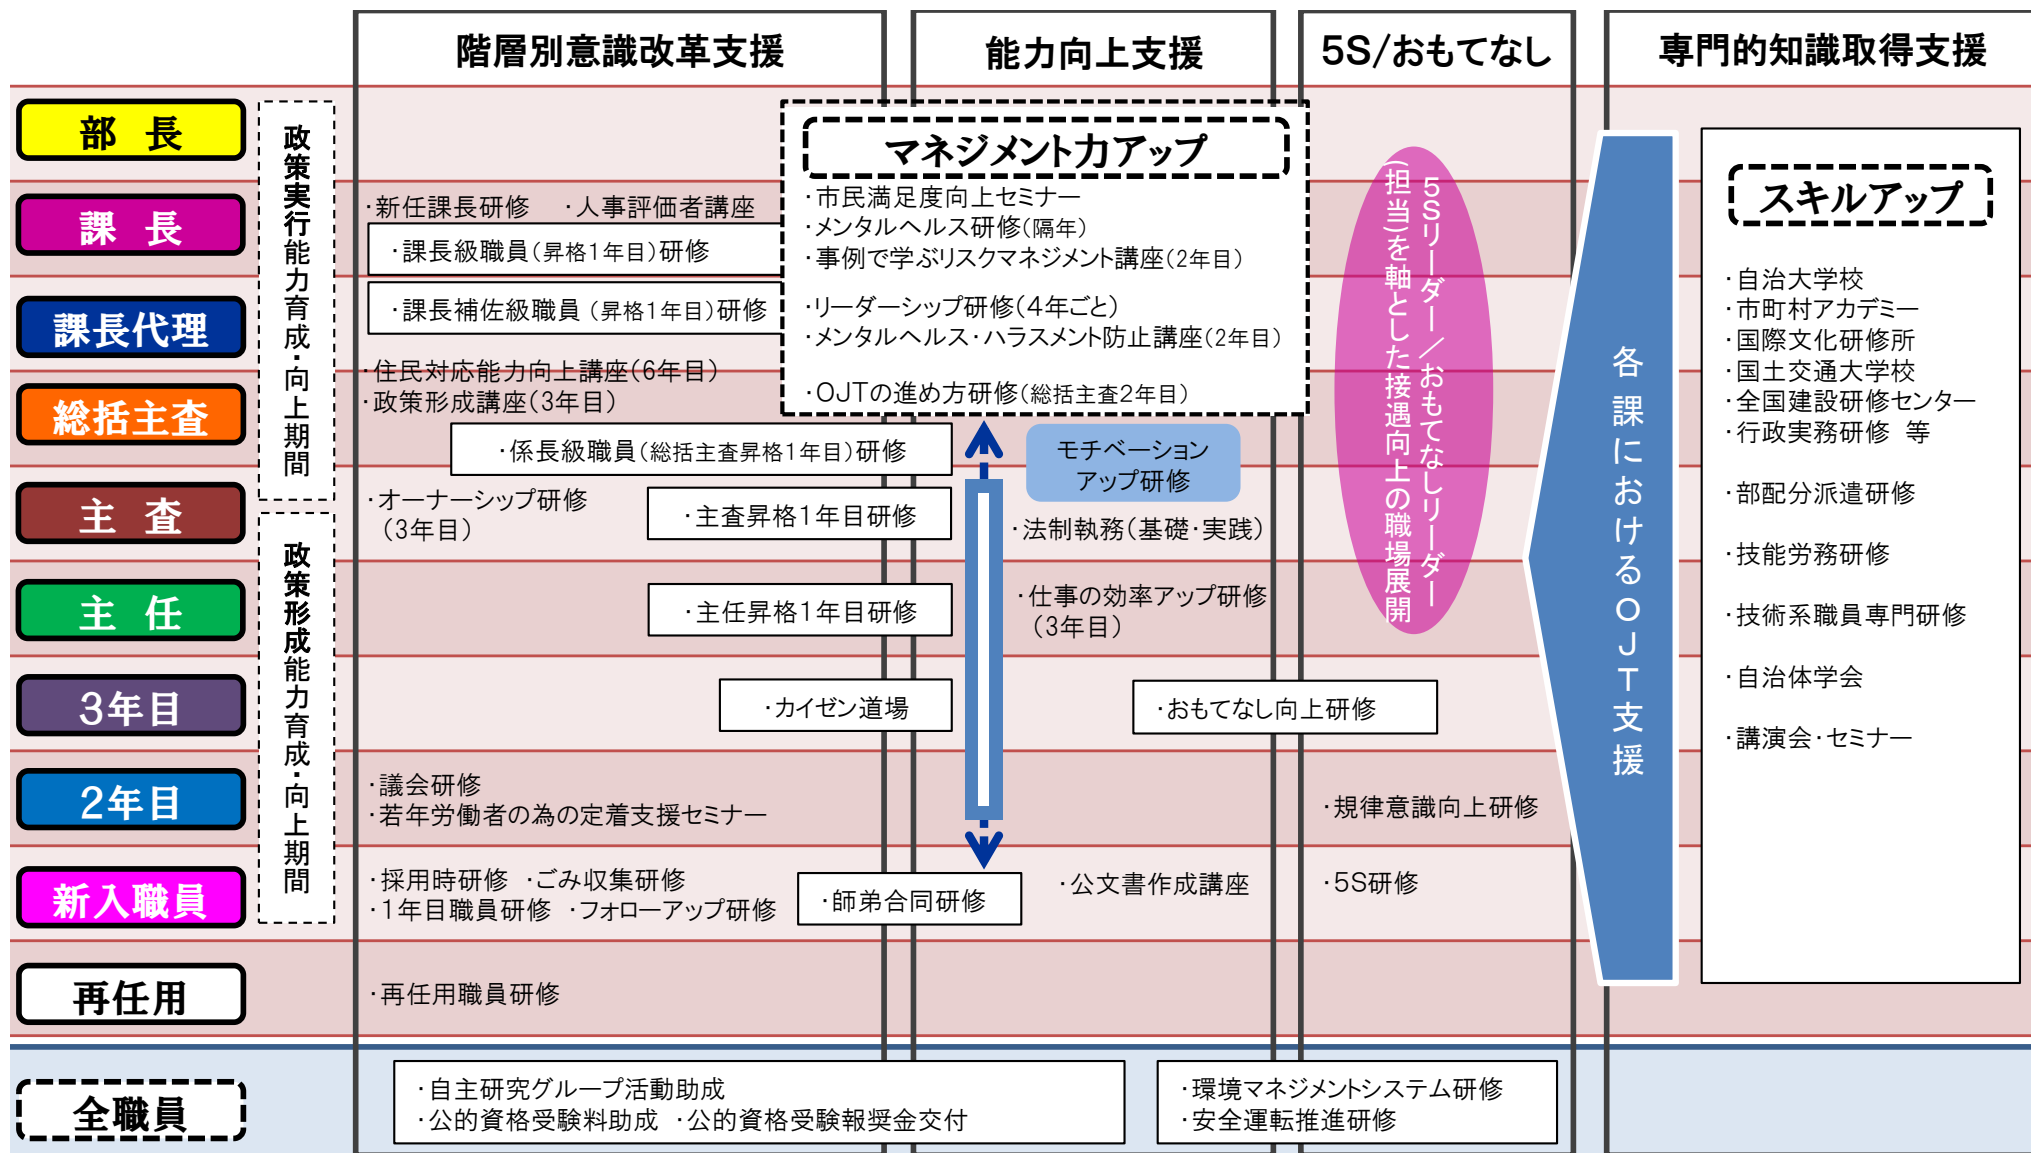 階層別意識改革支援
能力向上支援
5S/おもてなし
専門的知識取得支援
部 長
課 長
課長代理
総括主査
主 査
主 任
3年目
2年目
新入職員
再任用
全職員
政策実行能力育成・向上期間
政策形成能力育成・向上期間
・新任課長研修 ・人事評価者講座
・課長級職員(昇格1年目)研修
・課長補佐級職員(昇格1年目)研修
・住民対応能力向上講座(6年目)
・政策形成講座(3年目)
・係長級職員(総括主査昇格1年目)研修
・オーナーシップ研修
(3年目)
・主査昇格1年目研修
・主任昇格1年目研修
・カイゼン道場
・議会研修
・若年労働者の為の定着支援セミナー
・採用時研修 ・ごみ収集研修
・1年目職員研修 ・フォローアップ研修
・師弟合同研修
・再任用職員研修
マネジメント力アップ
・市民満足度向上セミナー
・メンタルヘルス研修(隔年)
・事例で学ぶリスクマネジメント講座(2年目)
・リーダーシップ研修(4年ごと)
・メンタルヘルス・ハラスメント防止講座(2年目)
・OJTの進め方研修(総括主査2年目)
モチベーション
アップ研修
・法制執務(基礎・実践)
・仕事の効率アップ研修
(3年目)
・おもてなし向上研修
・公文書作成講座
5Sリーダー/おもてなしリーダー
(担当)を軸とした接遇向上の職場展開
・規律意識向上研修
・5S研修
各課におけるOJT支援
スキルアップ
・自治大学校
・市町村アカデミー
・国際文化研修所
・国土交通大学校
・全国建設研修センター
・行政実務研修 等
・部配分派遣研修
・技能労務研修
・技術系職員専門研修
・自治体学会
・講演会・セミナー
・自主研究グループ活動助成
・公的資格受験料助成 ・公的資格受験報奨金交付
・環境マネジメントシステム研修
・安全運転推進研修